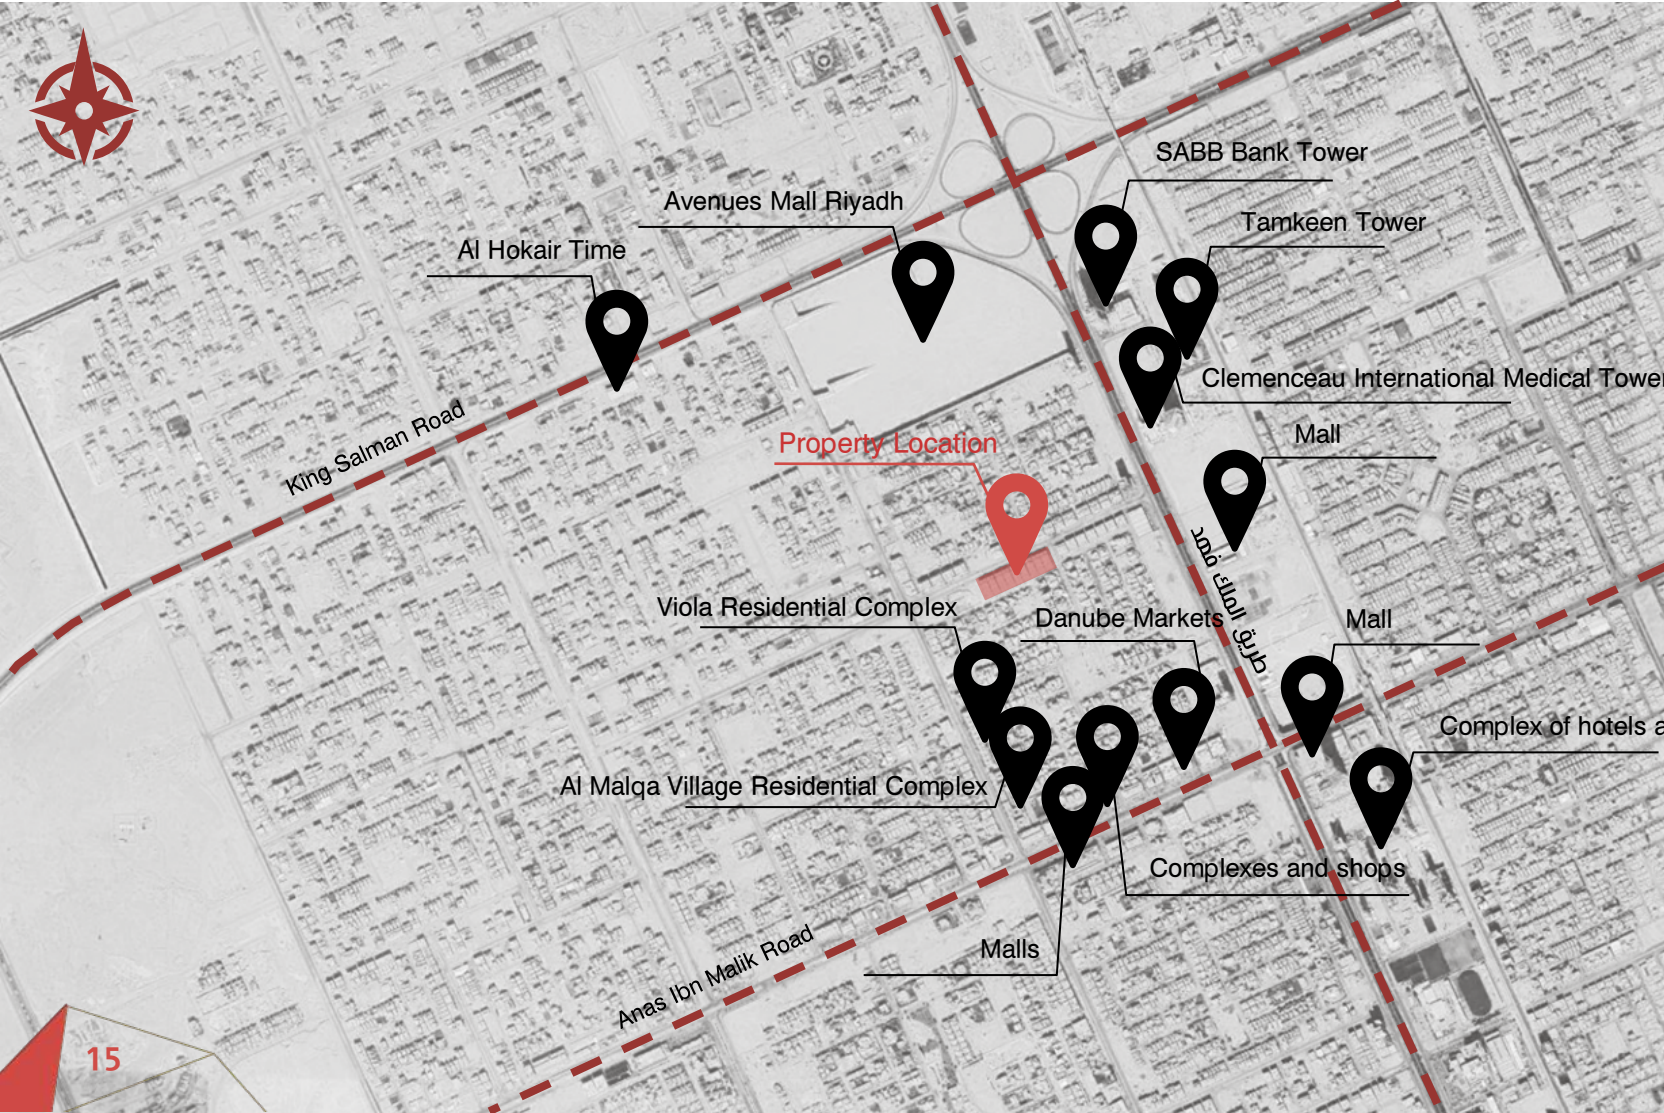 SABB Bank Tower
Avenues Mall Riyadh
Tamkeen Tower
Al Hokair Time
Clemenceau International Medical Tower
King Salman Road
Mall
Property Location
طريق الملك فهد
Viola Residential Complex
Danube Markets
Mall
Complex of hotels a
Al Malqa Village Residential Complex
Complexes and shops
Anas Ibn Malik Road
Malls
15